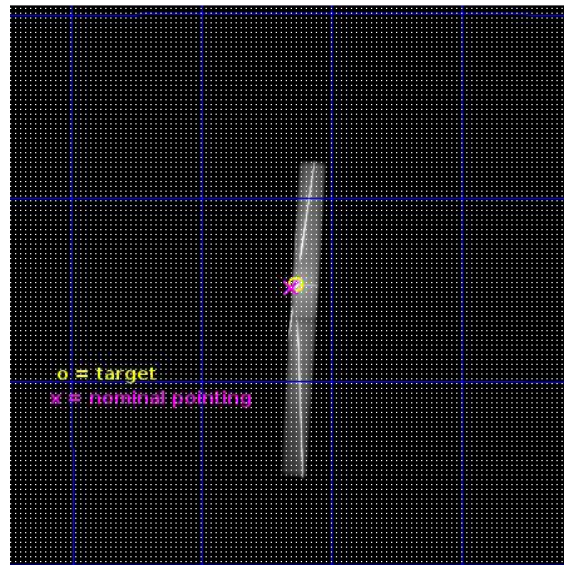 o = target
x = nominal pointing